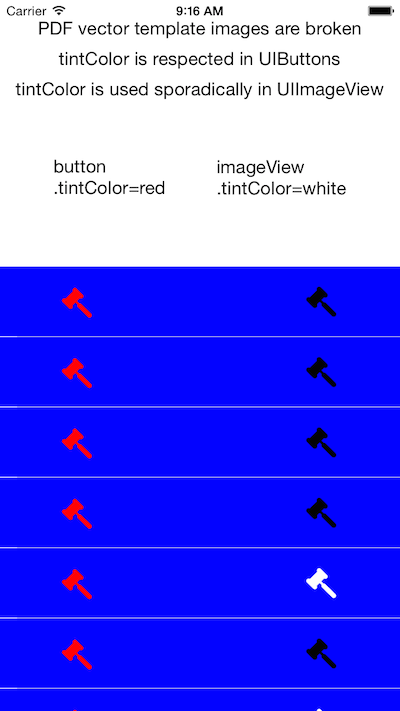 Carrier 9:16 AM
PDF vector template images are broken
tintColor is respected in UIButtons
tintColor is used sporadically in UIImageView
button
.tintColor=red
imageView
.tintColor=white